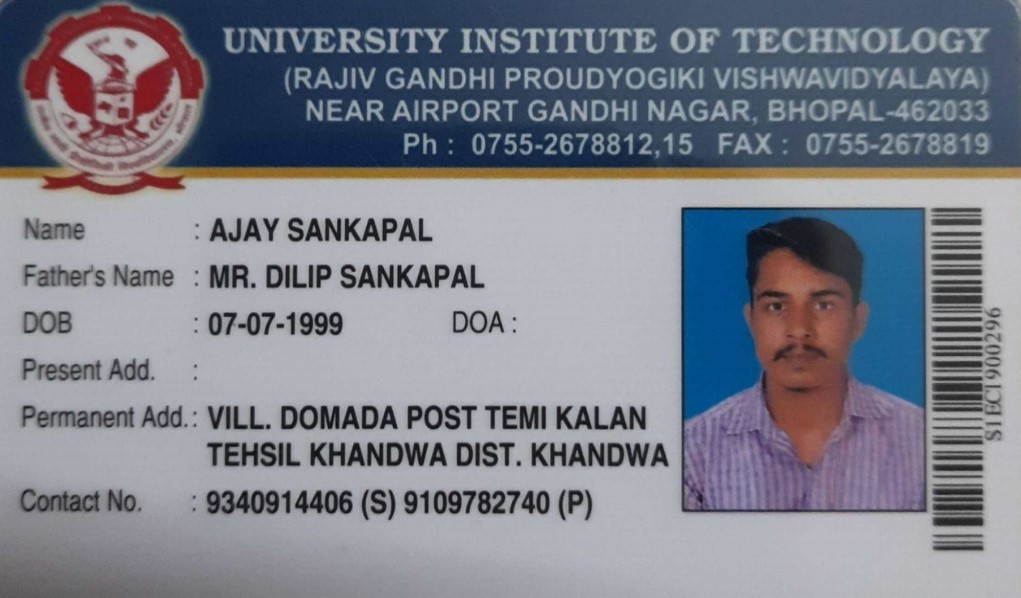 UNIVERSITY INSTITUTE OF TECHNOLOGY
(RAJIV GANDHI PROUDYOGIKI VISHWAVIDYALAYA)
NEAR AIRPORT GANDHI NAGAR, BHOPAL-462033
Ph : 0755-2678812,15 FAX : 0755-2678819
Name : AJAY SANKAPAL
Father's Name : MR. DILIP SANKAPAL
DOB : 07-07-1999 DOA :
Present Add. :
Permanent Add. : VILL. DOMADA POST TEMI KALAN
TEHSIL KHANDWA DIST. KHANDWA
Contact No. : 9340914406 (S) 9109782740 (P)
S1EC1900296